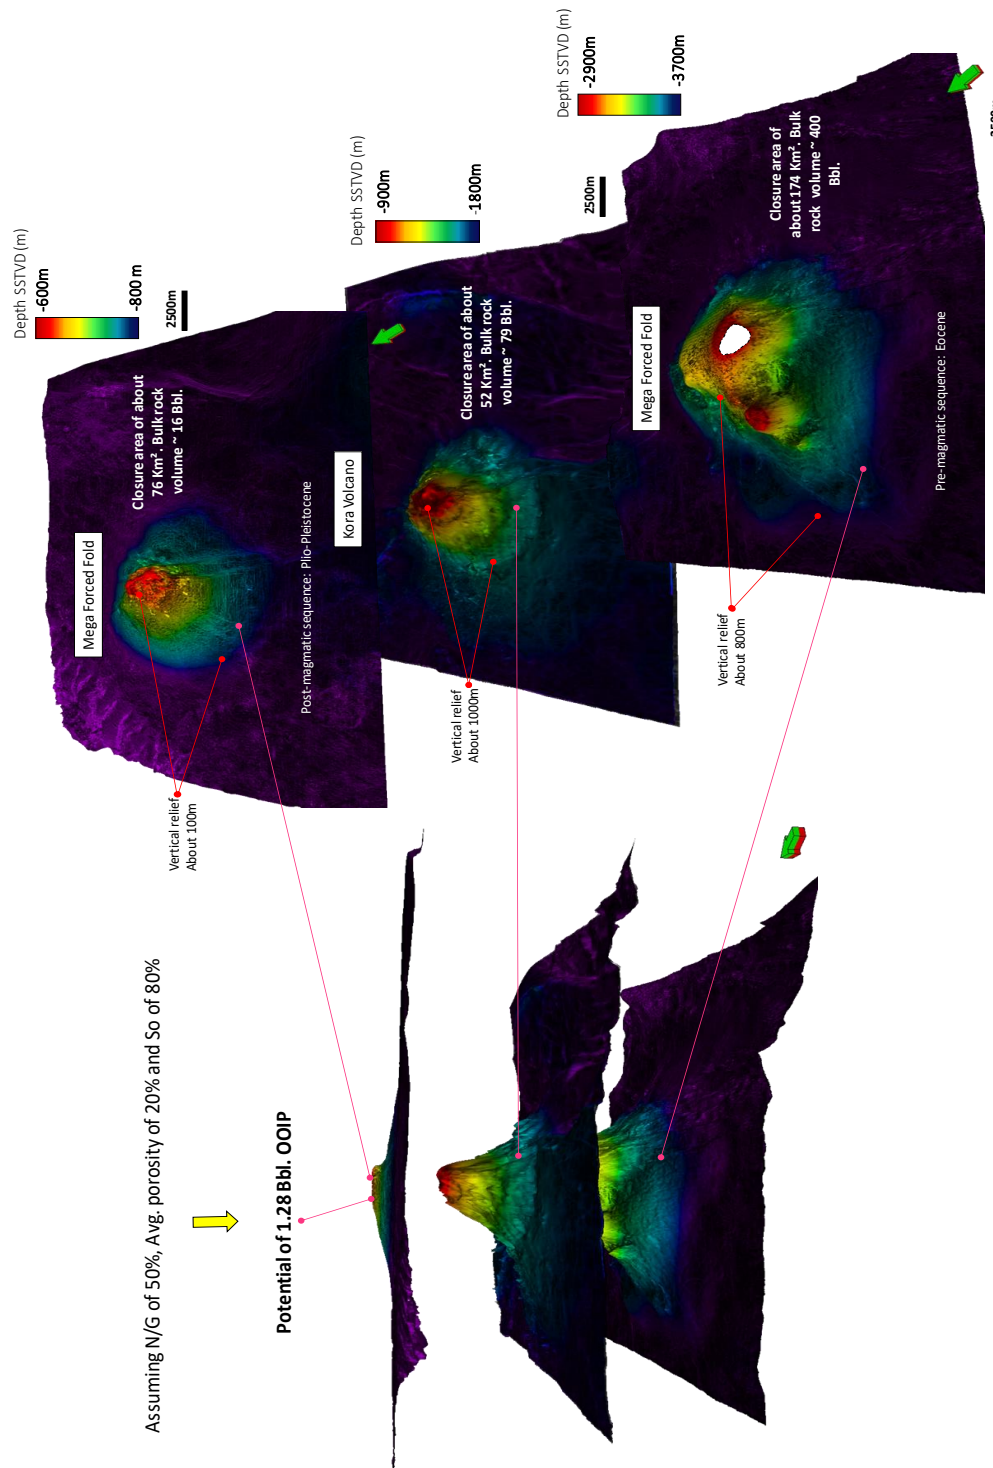 Assuming N/G of 50%, Avg. porosity of 20% and So of 80%
Potential of 1.28 Bbl. OOIP
Depth SSTVD (m)
-600m
-800 m
2500m
Mega Forced Fold
Closure area of about
76 Km². Bulk rock
volume ~ 16 Bbl.
Post-magmatic sequence: Plio-Pleistocene
Vertical relief
About 100m
Depth SSTVD (m)
-900m
-1800m
Kora Volcano
Closure area of about
52 Km². Bulk rock
volume ~ 79 Bbl.
Vertical relief
About 1000m
2500m
Depth SSTVD (m)
-2900m
-3700m
Mega Forced Fold
Closure area of
about 174 Km². Bulk
rock volume ~ 400
Bbl.
Pre-magmatic sequence: Eocene
Vertical relief
About 800m